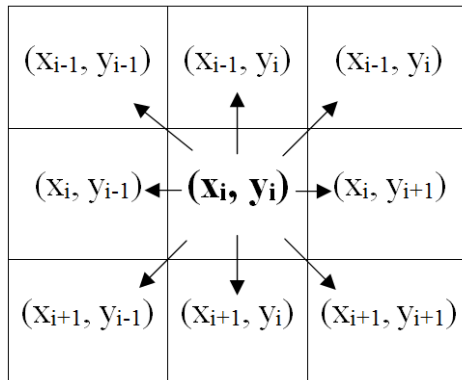 (xᵢ₋₁, yᵢ₋₁) (xᵢ₋₁, yᵢ) (xᵢ₋₁, yᵢ)
(xᵢ, yᵢ₋₁) (xᵢ, yᵢ) (xᵢ, yᵢ₊₁)
(xᵢ₊₁, yᵢ₋₁) (xᵢ₊₁, yᵢ) (xᵢ₊₁, yᵢ₊₁)